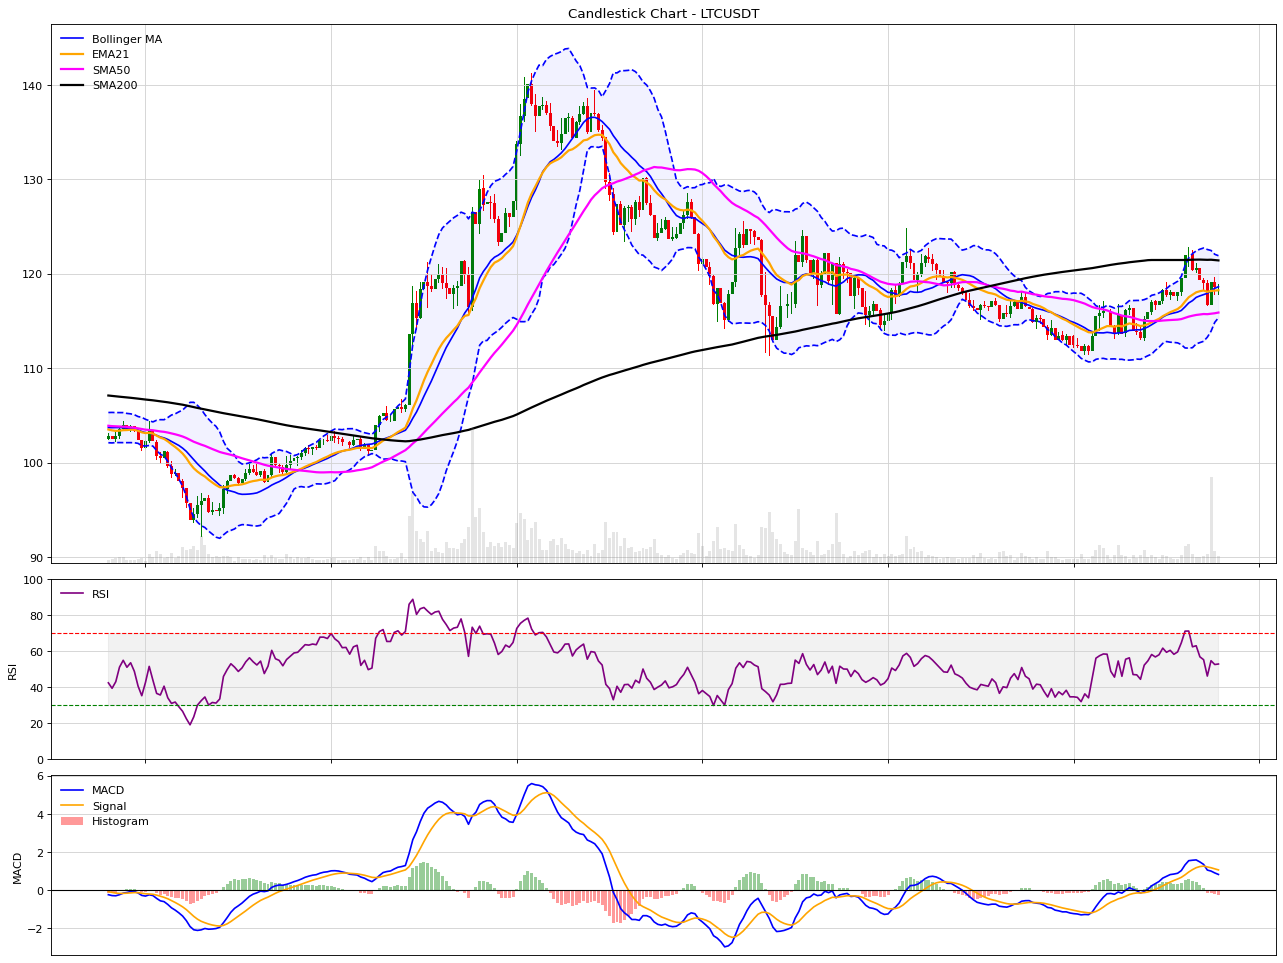 Candlestick Chart - LTCUSDT
Bollinger MA
EMA21
SMA50
SMA200
140
130
120
110
100
90
RSI
100
80
60
40
20
0
RSI
MACD
Signal
Histogram
6
4
2
0
−2
MACD